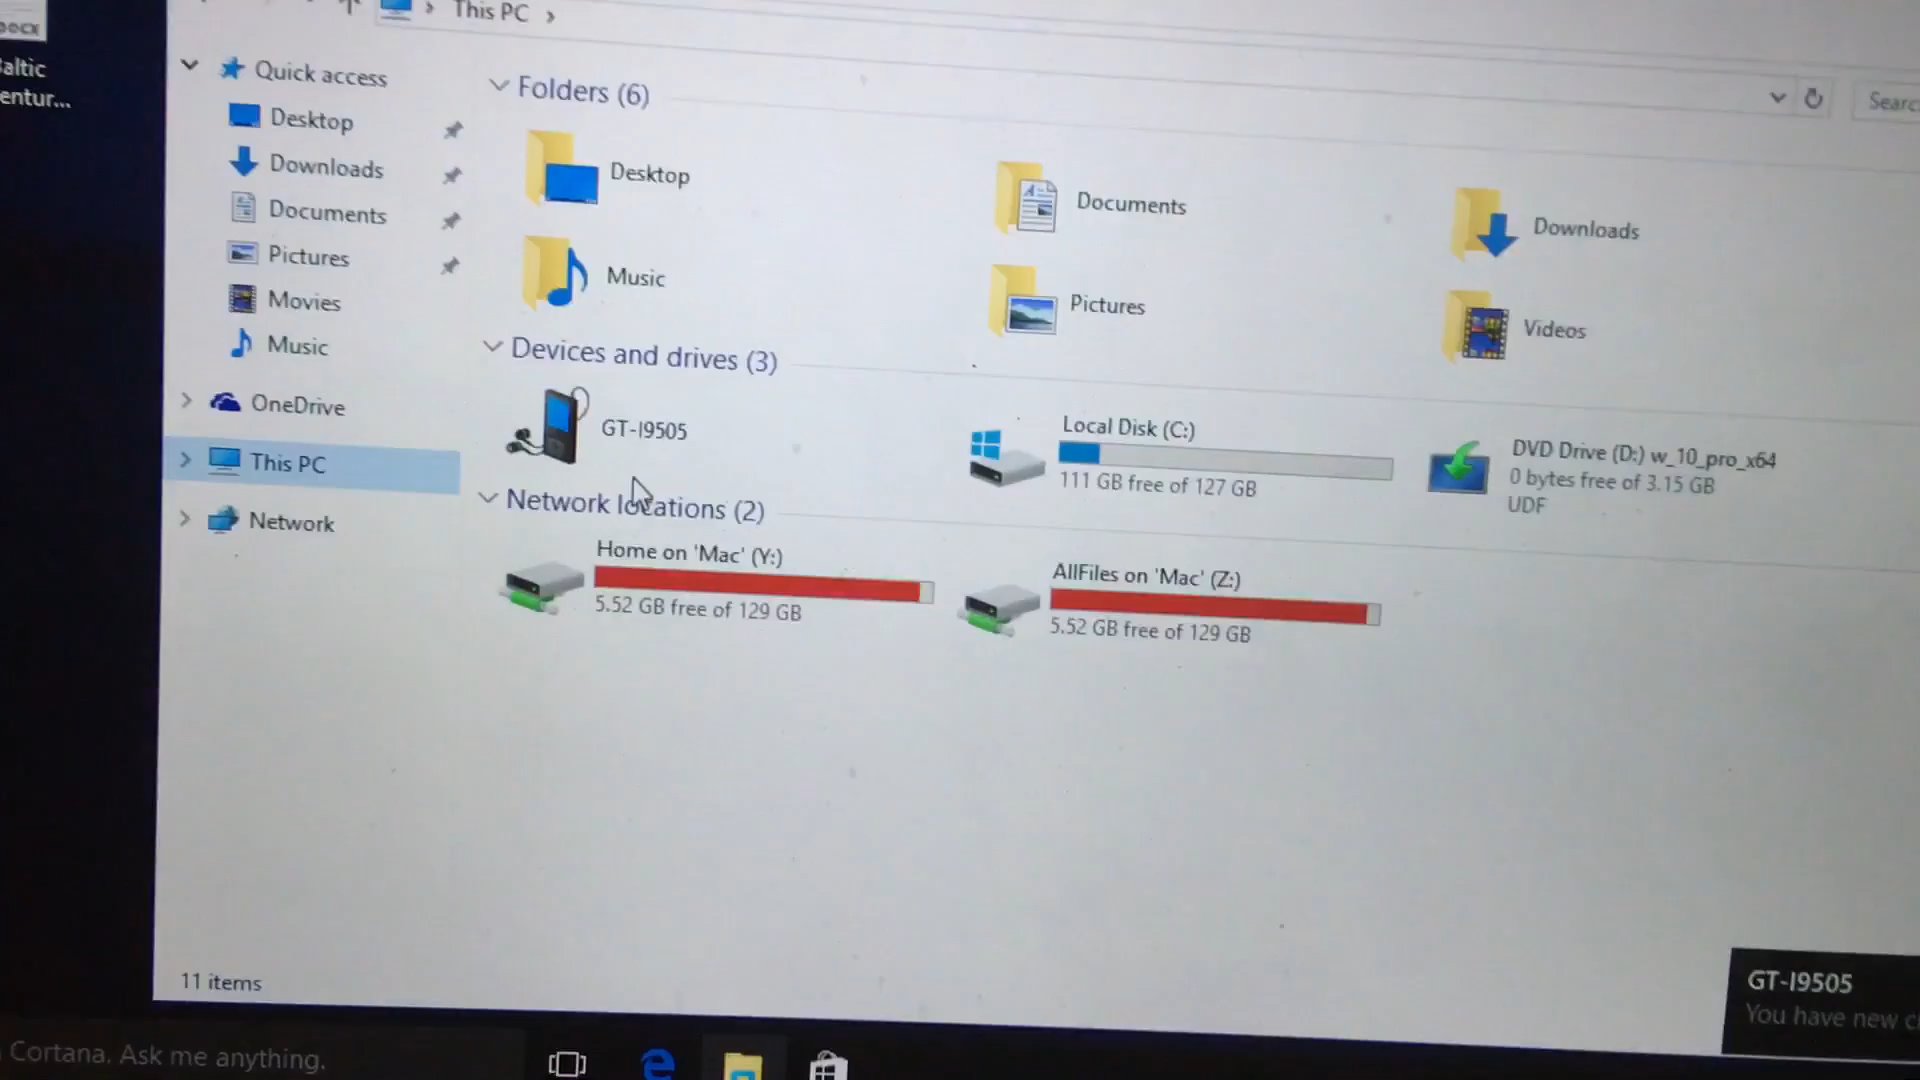 This PC
Quick access
Desktop
Downloads
Documents
Pictures
Movies
Music
OneDrive
This PC
Network
Folders (6)
Desktop
Documents
Downloads
Music
Pictures
Videos
Devices and drives (3)
GT-I9505
Local Disk (C:)
111 GB free of 127 GB
DVD Drive (D:) w_10_pro_x64
0 bytes free of 3.15 GB
UDF
Network locations (2)
Home on 'Mac' (Y:)
5.52 GB free of 129 GB
AllFiles on 'Mac' (Z:)
5.52 GB free of 129 GB
11 items
GT-I9505
You have new
Cortana. Ask me anything.